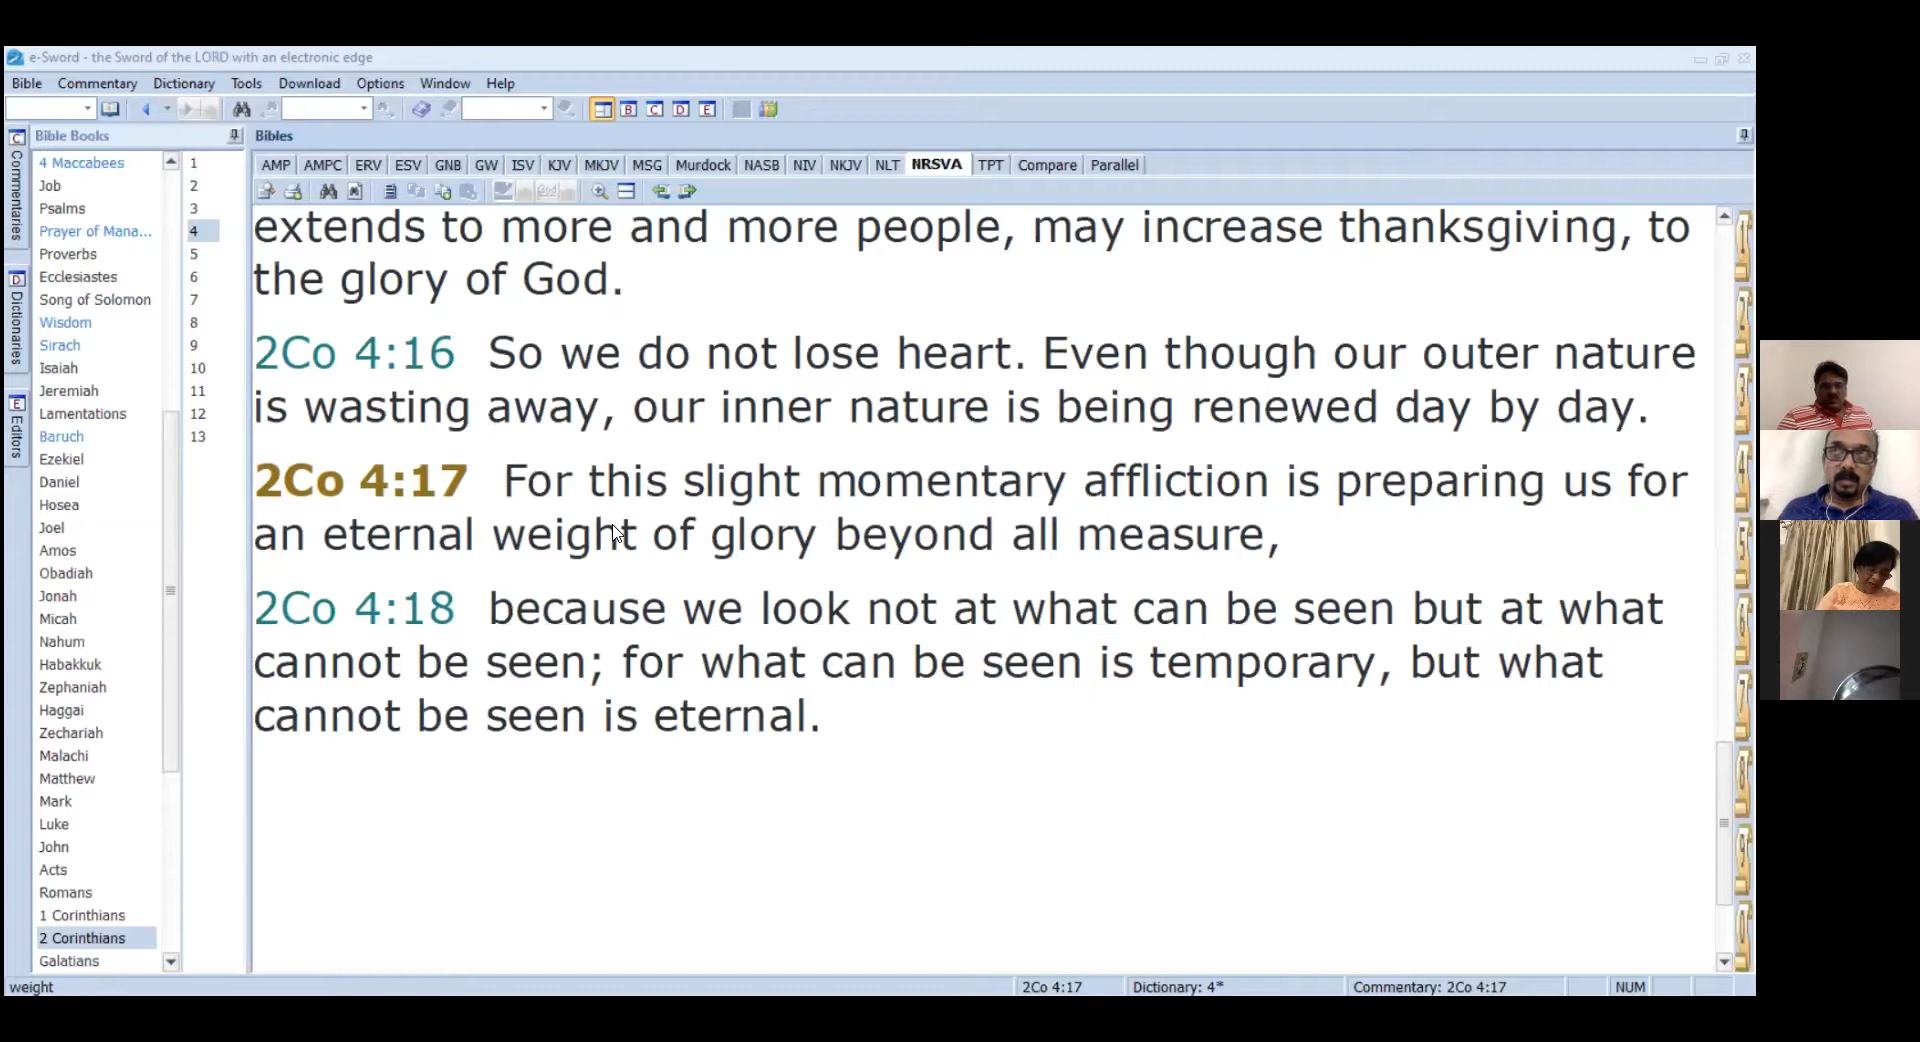 e-Sword - the Sword of the LORD with an electronic edge
Bible Commentary Dictionary Tools Download Options Window Help
B C D E
Bible Books
Bibles
C Commentaries
D Dictionaries
E Editors
AMP AMPC ERV ESV GNB GW ISV KJV MKJV MSG Murdock NASB NIV NKJV NLT NRSVA TPT Compare Parallel
4 Maccabees
Job
Psalms
Prayer of Mana...
Proverbs
Ecclesiastes
Song of Solomon
Wisdom
Sirach
Isaiah
Jeremiah
Lamentations
Baruch
Ezekiel
Daniel
Hosea
Joel
Amos
Obadiah
Jonah
Micah
Nahum
Habakkuk
Zephaniah
Haggai
Zechariah
Malachi
Matthew
Mark
Luke
John
Acts
Romans
1 Corinthians
2 Corinthians
Galatians
1
2
3
4
5
6
7
8
9
10
11
12
13
extends to more and more people, may increase thanksgiving, to
the glory of God.
2Co 4:16 So we do not lose heart. Even though our outer nature
is wasting away, our inner nature is being renewed day by day.
2Co 4:17 For this slight momentary affliction is preparing us for
an eternal weight of glory beyond all measure,
2Co 4:18 because we look not at what can be seen but at what
cannot be seen; for what can be seen is temporary, but what
cannot be seen is eternal.
1
2
3
4
5
6
7
8
9
0
weight
2Co 4:17
Dictionary: 4*
Commentary: 2Co 4:17
NUM